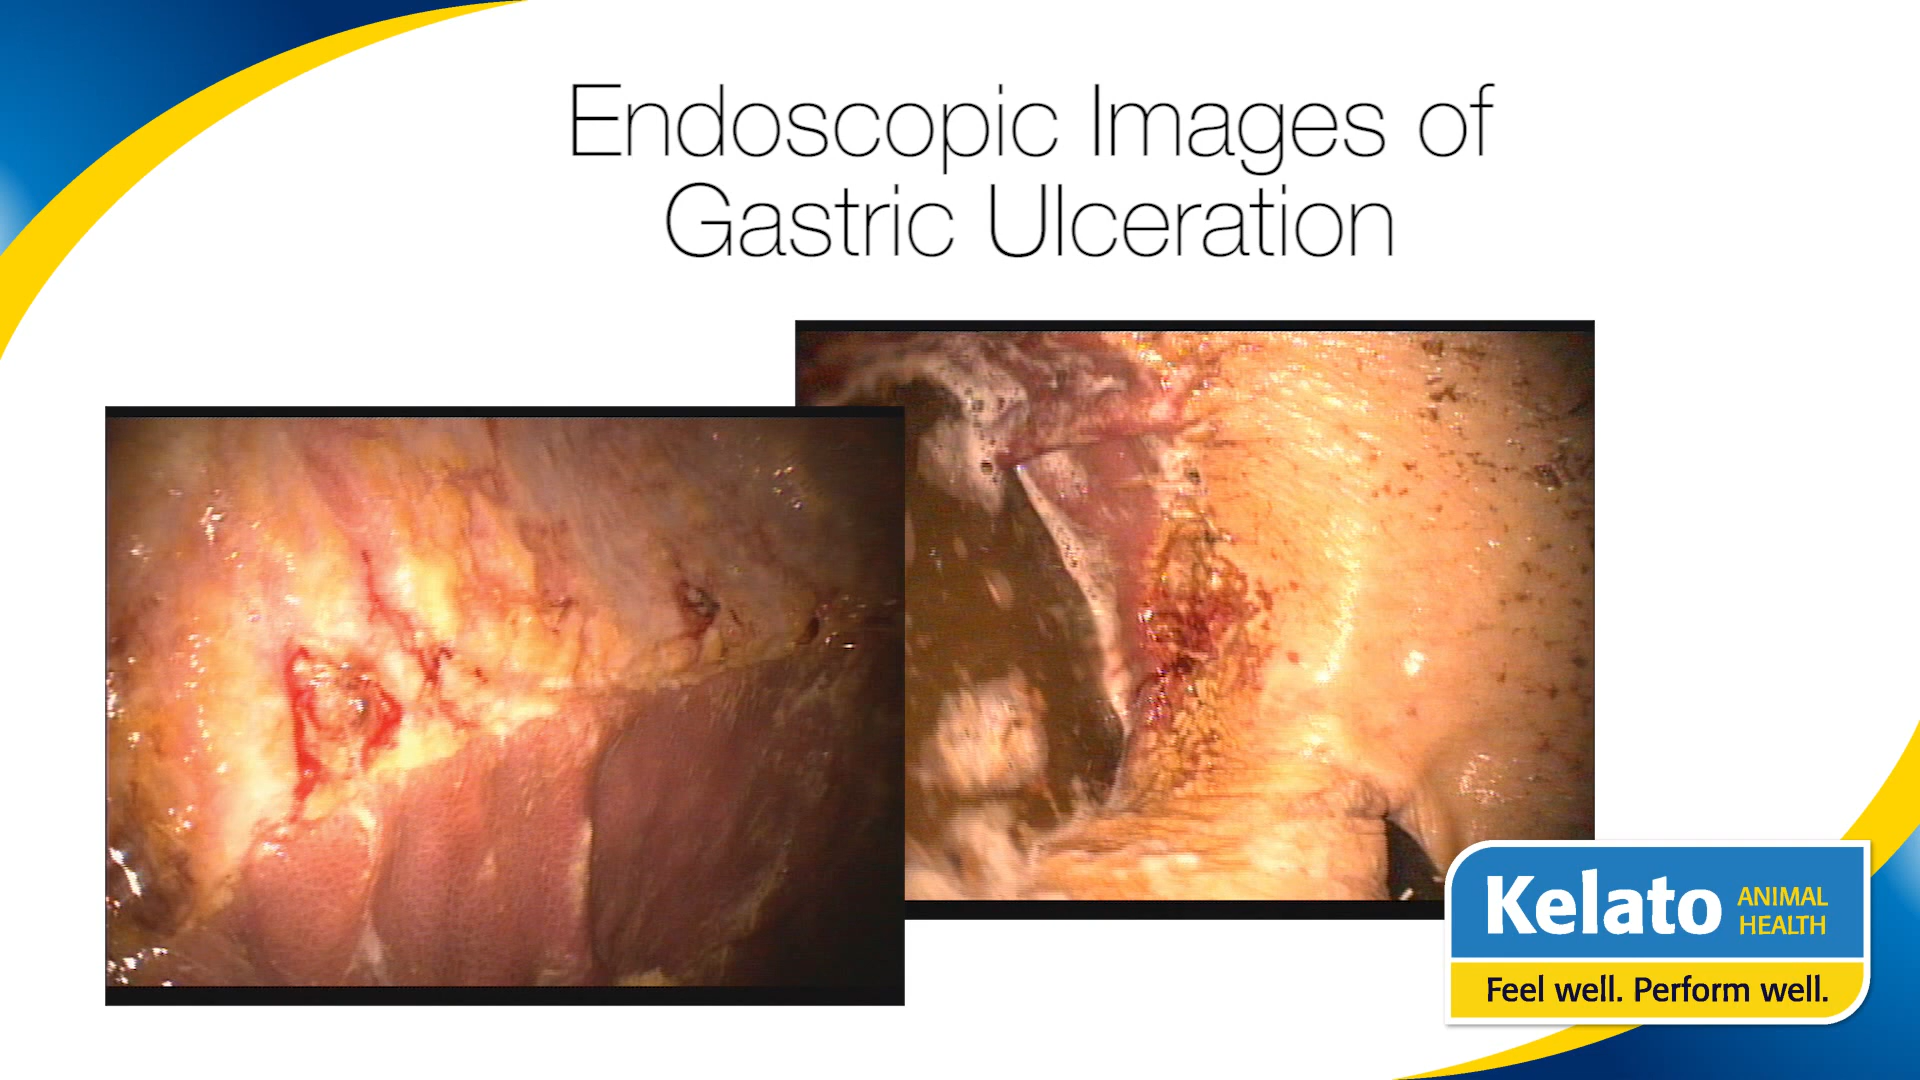 Endoscopic Images of
Gastric Ulceration
Kelato ANIMAL
HEALTH
Feel well. Perform well.